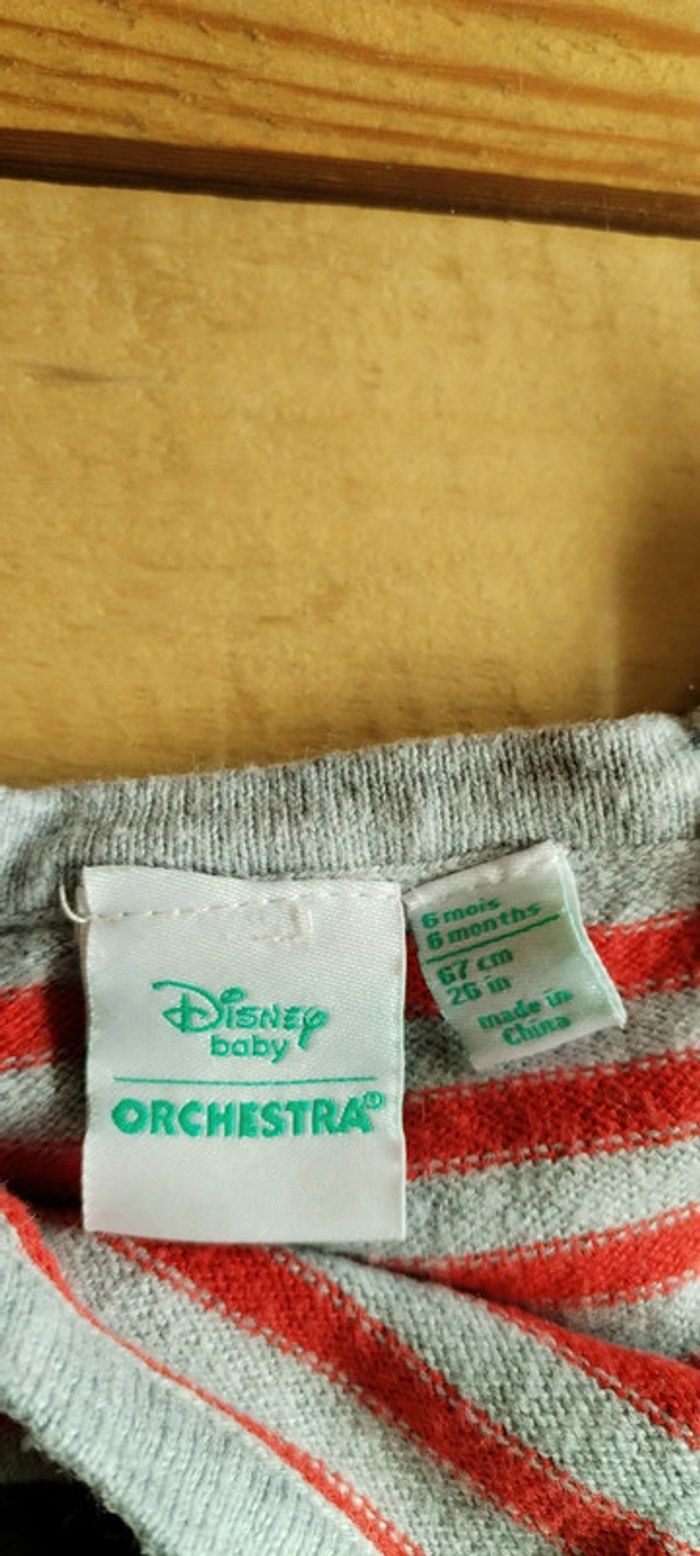 Disney
baby
ORCHESTRA®
6 mois
6 months
67 cm
26 in
made in
China